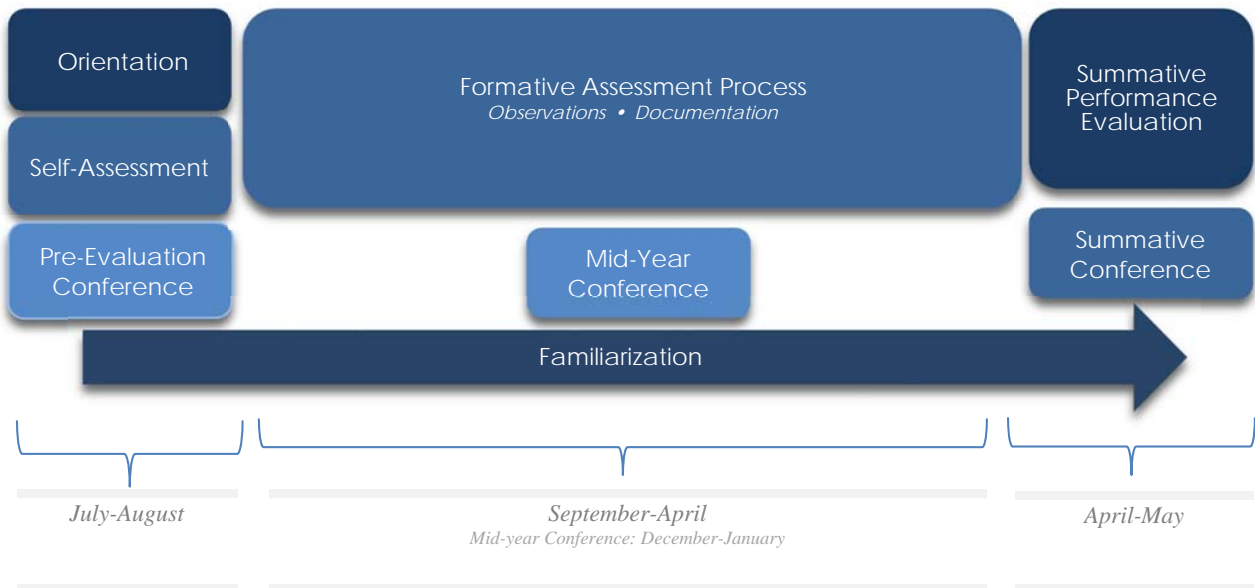 Orientation
Self-Assessment
Pre-Evaluation
Conference
Formative Assessment Process
Observations • Documentation
Mid-Year
Conference
Summative
Performance
Evaluation
Summative
Conference
Familiarization
July-August
September-April
Mid-year Conference: December-January
April-May